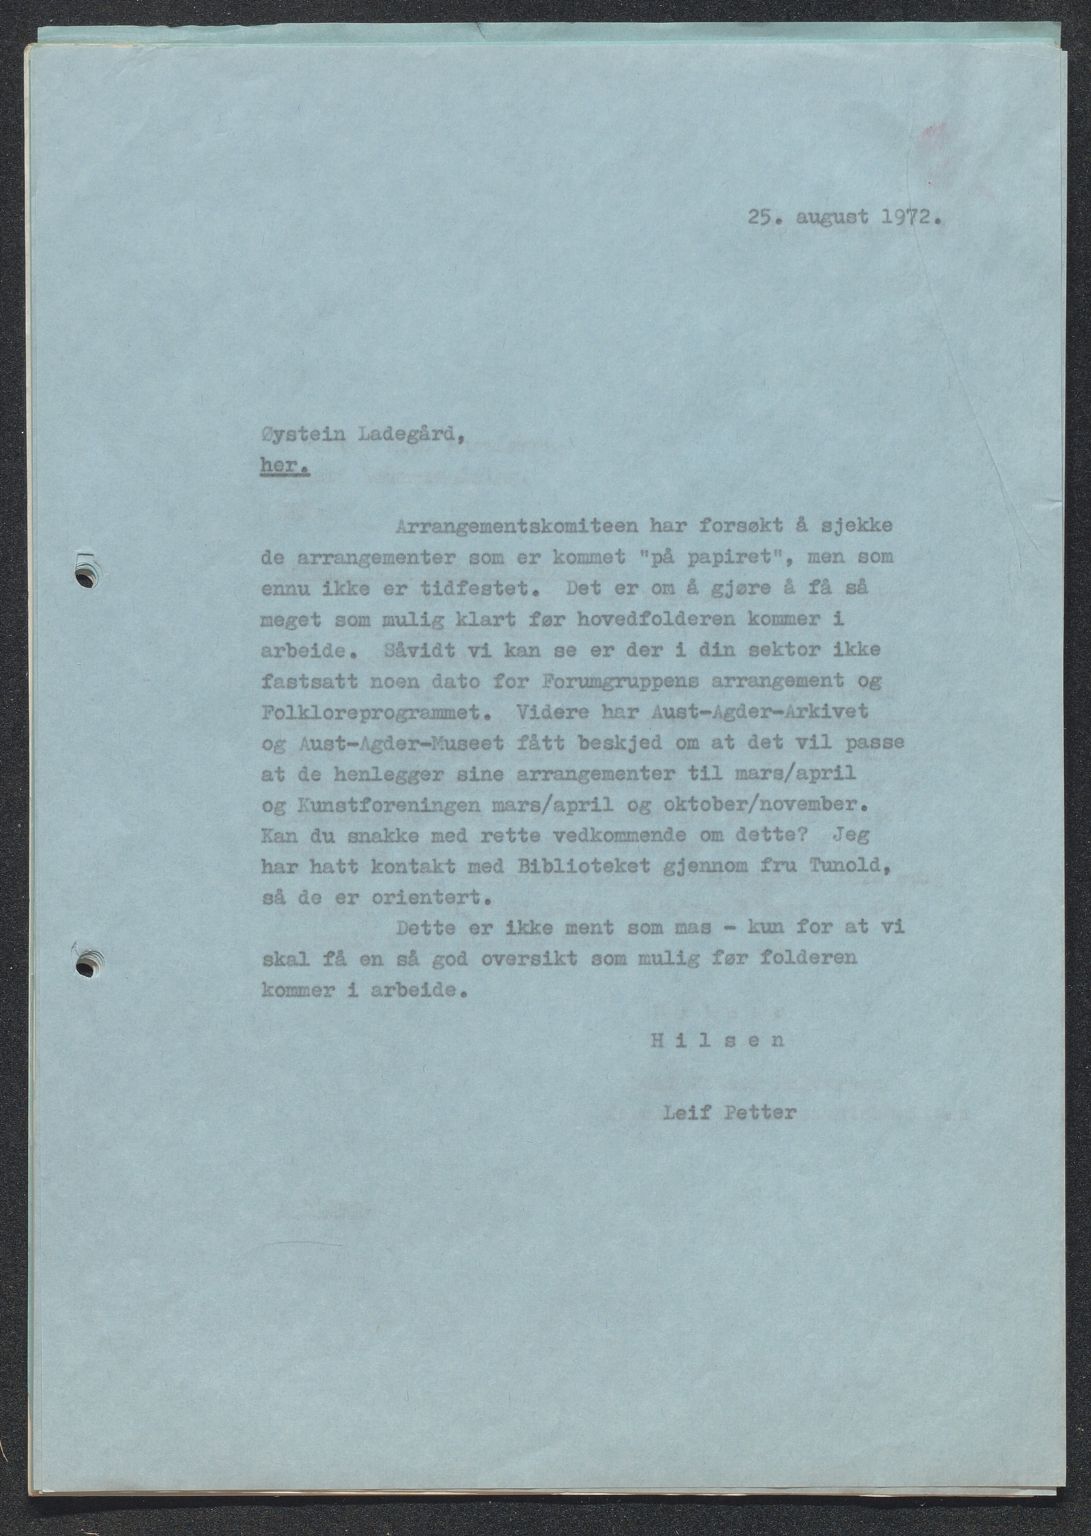 25. august 1972.
Øystein Ladegård,
her.
Arrangementskomiteen har forsøkt å sjekke
de arrangementer som er kommet "på papiret", men som
ennu ikke er tidfestet. Det er om å gjøre å få så
meget som mulig klart før hovedfolderen kommer i
arbeide. Såvidt vi kan se er der i din sektor ikke
fastsatt noen dato for Forumgruppens arrangement og
Folkloreprogrammet. Videre har Aust-Agder-Arkivet
og Aust-Agder-Museet fått beskjed om at det vil passe
at de henlegger sine arrangementer til mars/april
og Kunstforeningen mars/april og oktober/november.
Kan du snakke med rette vedkommende om dette? Jeg
har hatt kontakt med Biblioteket gjennom fru Tunold,
så de er orientert.
Dette er ikke ment som mas - kun for at vi
skal få en så god oversikt som mulig før folderen
kommer i arbeide.
H i l s e n
Leif Petter